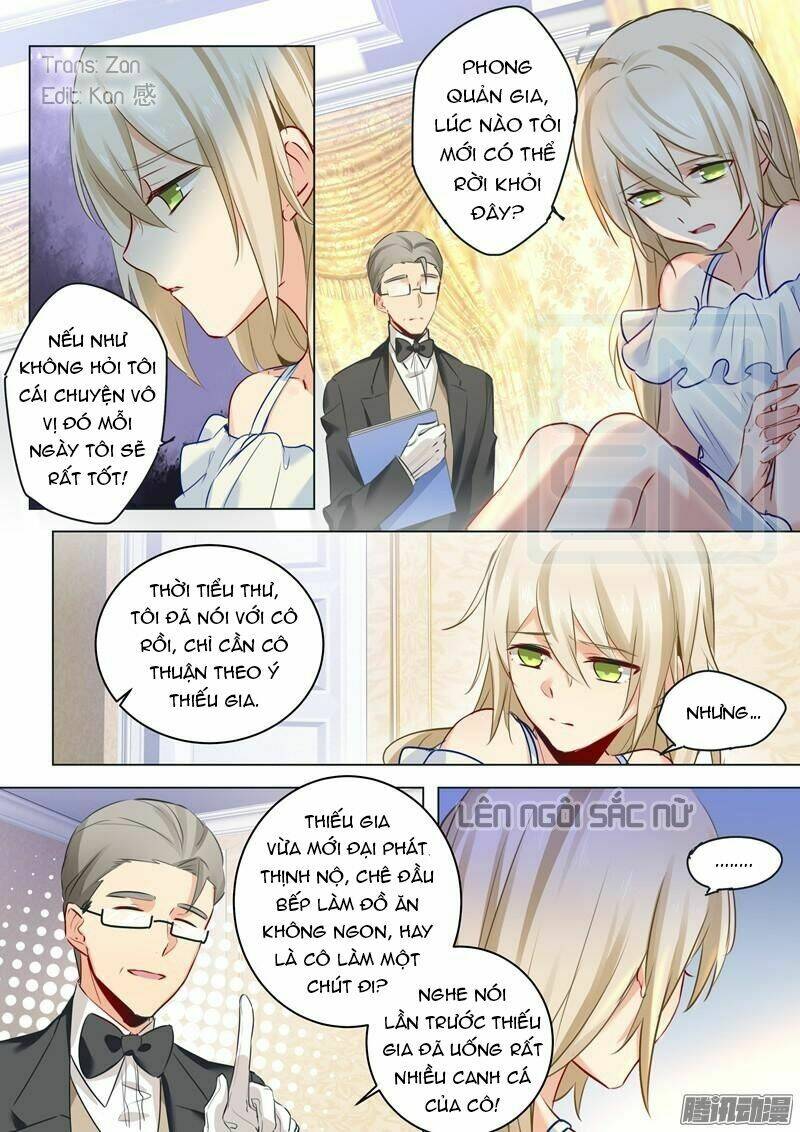 Trans: Zan
Edit: Kan 感
PHONG
QUẢN GIA,
LÚC NÀO TÔI
MỚI CÓ THỂ
RỜI KHỎI
ĐÂY?
NẾU NHƯ
KHÔNG HỎI TÔI
CÁI CHUYỆN VÔ
VỊ ĐÓ MỖI
NGÀY TÔI SẼ
RẤT TỐT!
THỜI TIỂU THƯ,
TÔI ĐÃ NÓI VỚI CÔ
RỒI, CHỈ CẦN CÔ
THUẬN THEO Ý
THIẾU GIA.
NHƯNG...
LÊN NGÔI SẮC NỮ
THIẾU GIA
VỪA MỚI ĐẠI PHÁT
THỊNH NỘ, CHÊ ĐẦU
BẾP LÀM ĐỒ ĂN
KHÔNG NGON, HAY
LÀ CÔ LÀM MỘT
CHÚT ĐI?
........
NGHE NÓI
LẦN TRƯỚC THIẾU
GIA ĐÃ UỐNG RẤT
NHIỀU CANH CÁ
CỦA CÔ!
腾讯动漫